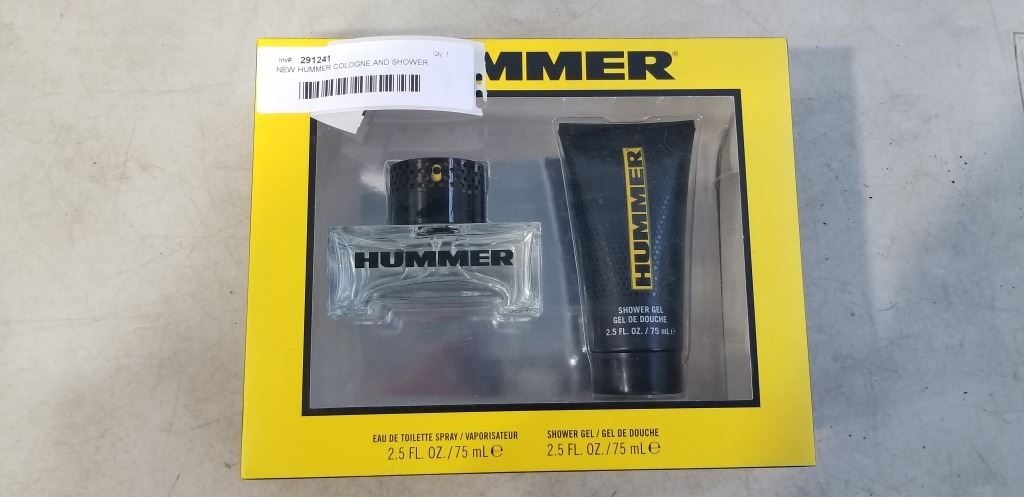 Inv#: 291241 Qty: 1
NEW HUMMER COLOGNE AND SHOWER
MMER®
HUMMER
HUMMER
SHOWER GEL
GEL DE DOUCHE
2.5 FL. OZ. / 75 mL ℮
EAU DE TOILETTE SPRAY / VAPORISATEUR
2.5 FL. OZ. / 75 mL ℮
SHOWER GEL / GEL DE DOUCHE
2.5 FL. OZ. / 75 mL ℮